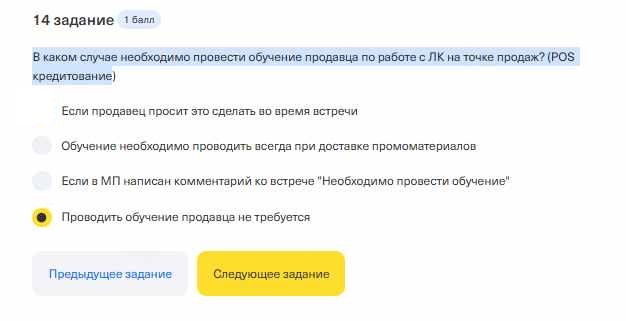 14 задание 1 балл
В каком случае необходимо провести обучение продавца по работе с ЛК на точке продаж? (POS
кредитование)
Если продавец просит это сделать во время встречи
Обучение необходимо проводить всегда при доставке промоматериалов
Если в МП написан комментарий ко встрече "Необходимо провести обучение"
Проводить обучение продавца не требуется
Предыдущее задание Следующее задание